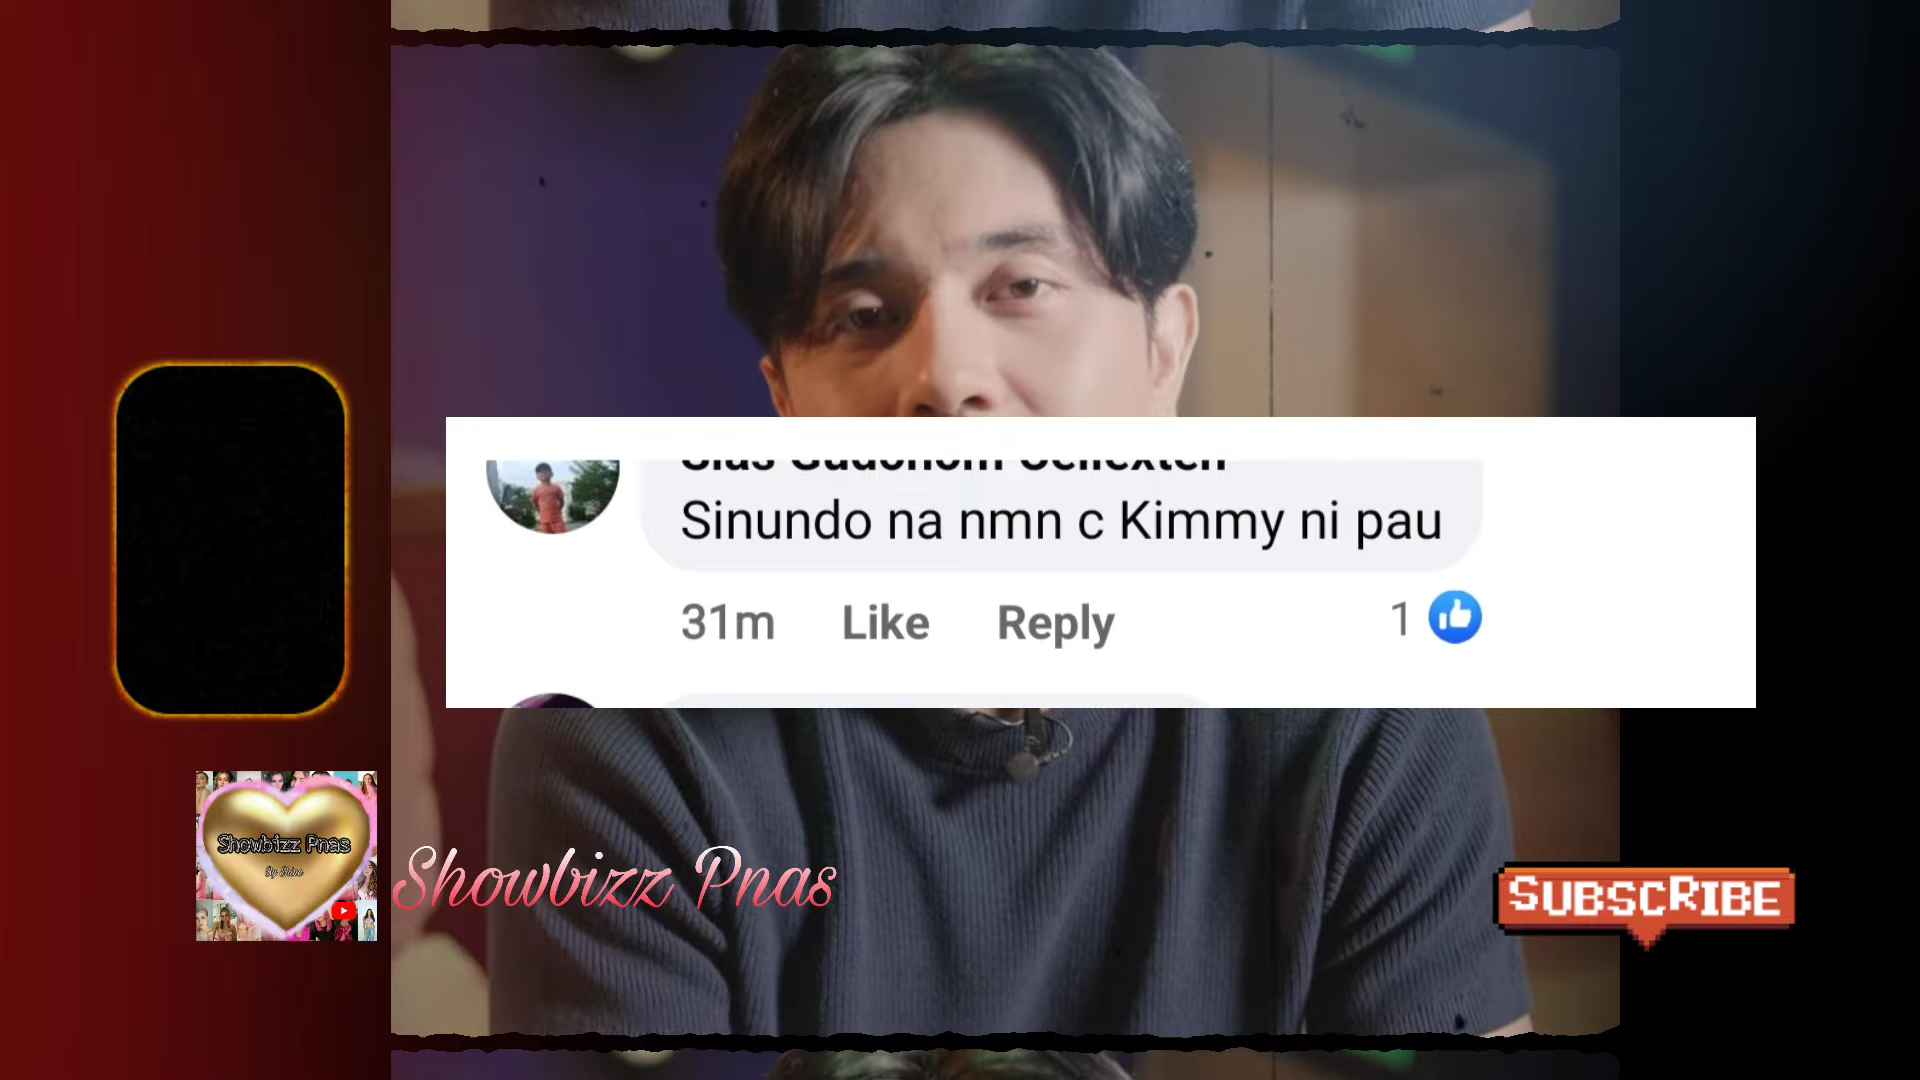 Sinundo na nmn c Kimmy ni pau
31m Like Reply 1
Showbizz Pnas
Showbizz Pnas
SUBSCRIBE